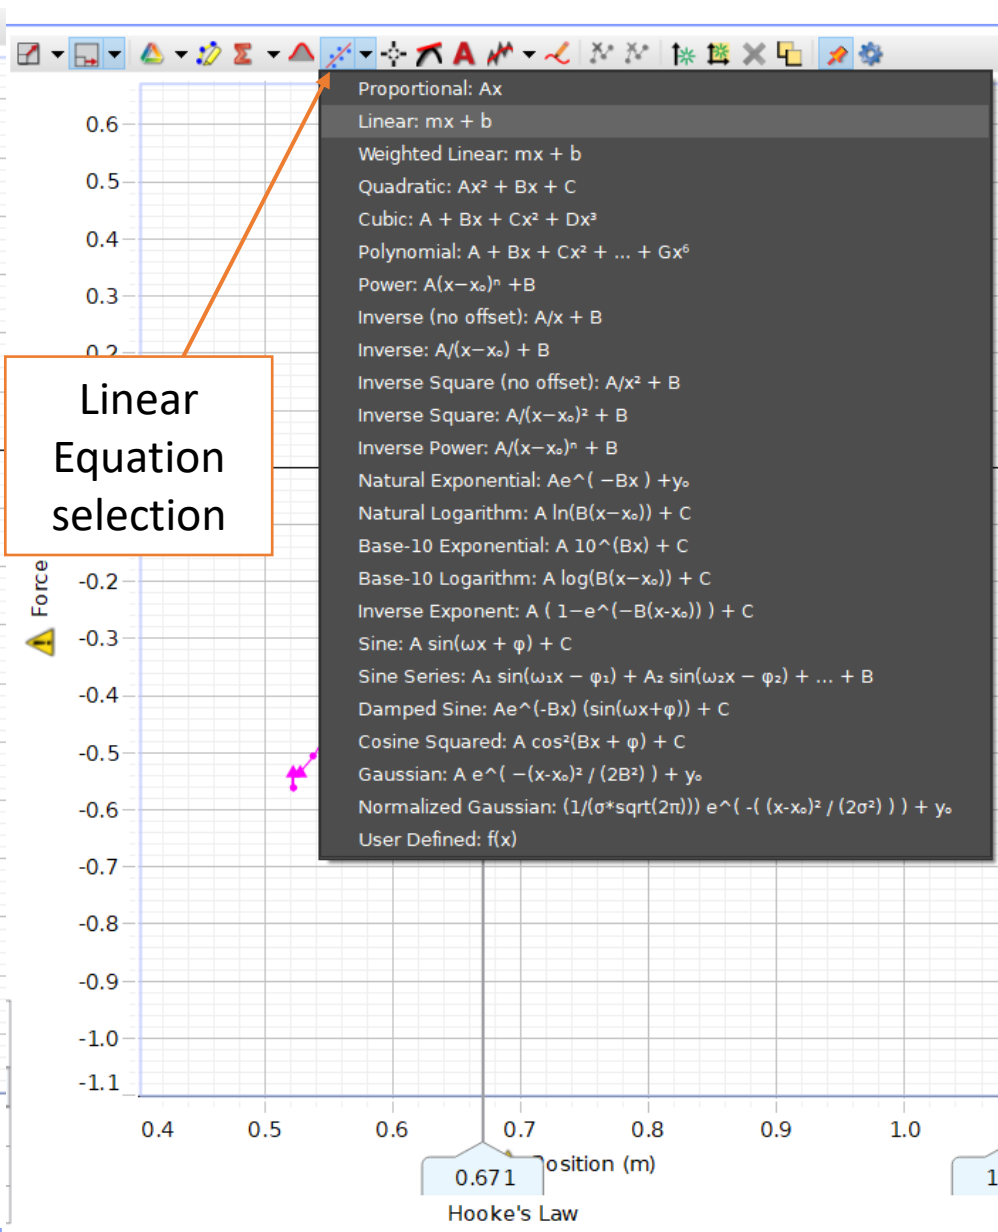 Proportional: Ax
Linear: mx + b
Weighted Linear: mx + b
Quadratic: Ax² + Bx + C
Cubic: A + Bx + Cx² + Dx³
Polynomial: A + Bx + Cx² + ... + Gx⁶
Power: A(x−xₒ)ⁿ +B
Inverse (no offset): A/x + B
Inverse: A/(x−xₒ) + B
Inverse Square (no offset): A/x² + B
Inverse Square: A/(x−xₒ)² + B
Inverse Power: A/(x−xₒ)ⁿ + B
Natural Exponential: Ae^( −Bx ) +yₒ
Natural Logarithm: A ln(B(x−xₒ)) + C
Base-10 Exponential: A 10^(Bx) + C
Base-10 Logarithm: A log(B(x−xₒ)) + C
Inverse Exponent: A ( 1−e^(−B(x-xₒ)) ) + C
Sine: A sin(ωx + φ) + C
Sine Series: A₁ sin(ω₁x − φ₁) + A₂ sin(ω₂x − φ₂) + ... + B
Damped Sine: Ae^(-Bx) (sin(ωx+φ)) + C
Cosine Squared: A cos²(Bx + φ) + C
Gaussian: A e^( −(x-xₒ)² / (2B²) ) + yₒ
Normalized Gaussian: (1/(σ*sqrt(2π))) e^( -( (x-xₒ)² / (2σ²) ) ) + yₒ
User Defined: f(x)
Linear
Equation
selection
0.6
0.5
0.4
0.3
0.2
-0.2
-0.3
-0.4
-0.5
-0.6
-0.7
-0.8
-0.9
-1.0
-1.1
Force
0.4 0.5 0.6 0.7 0.8 0.9 1.0
0.671
osition (m)
1
Hooke's Law